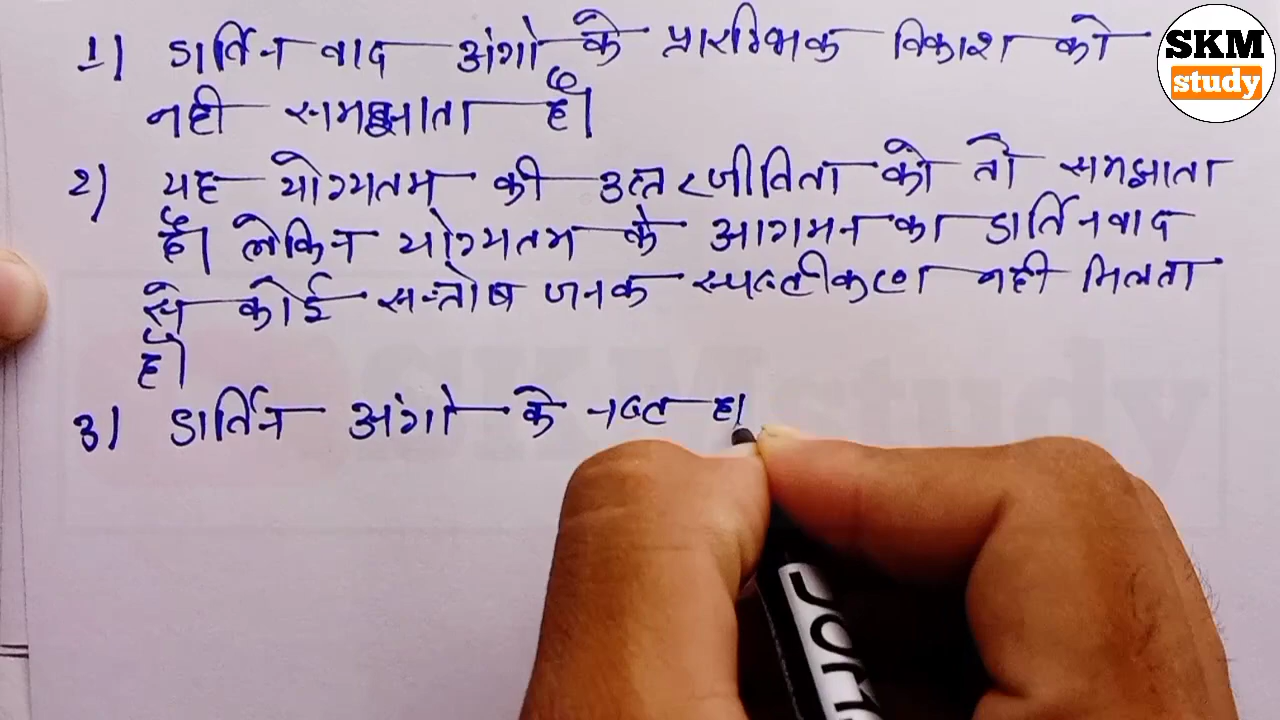 SKM
study
1) डार्विन वाद अंगो के प्रारम्भिक विकाश को
नही समझाता है।
2) यह योग्यतम की उत्तरजीविता को तो समझाता
है। लेकिन योग्यतम के आगमन का डार्विनवाद
से कोई सन्तोष जनक स्पष्टीकरण नही मिलता
है।
3) डार्विन अंगो के नष्ट हा